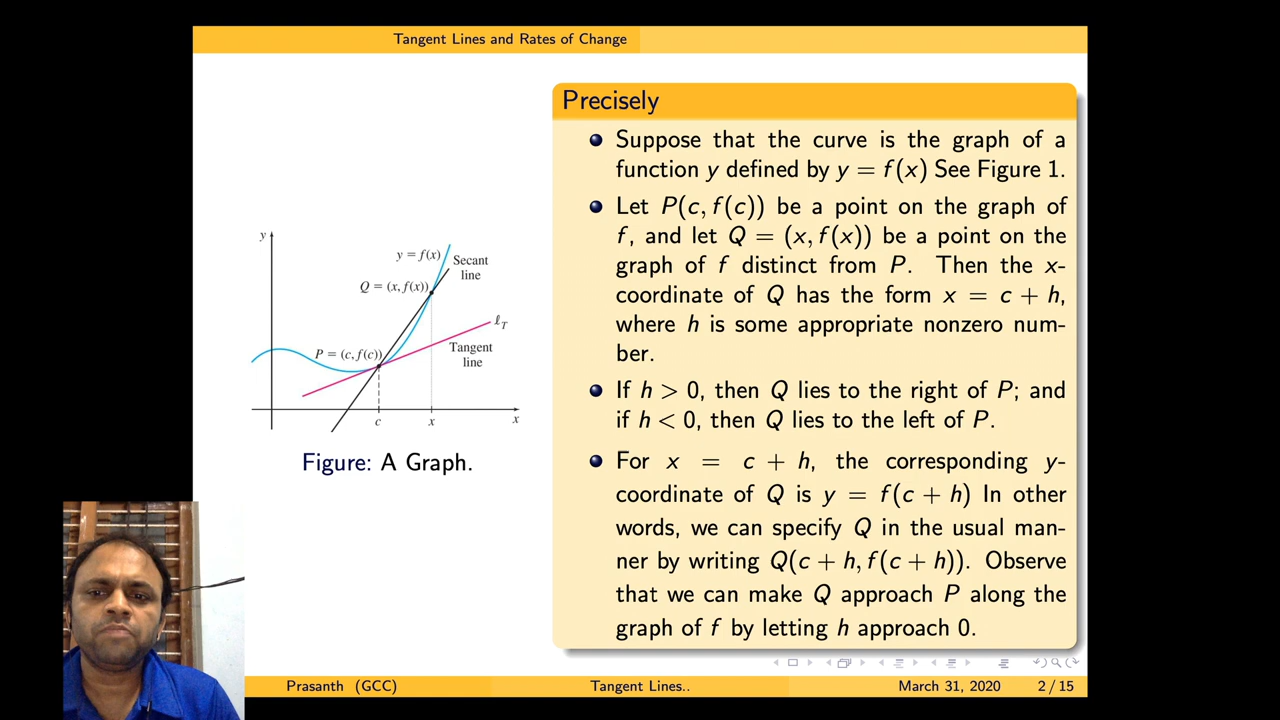 Tangent Lines and Rates of Change
y
y = f(x)
Secant
line
Q = (x, f(x))
ℓT
P = (c, f(c))
Tangent
line
c
x
x
Figure: A Graph.
Precisely
Suppose that the curve is the graph of a
function y defined by y = f(x) See Figure 1.
Let P(c, f(c)) be a point on the graph of
f, and let Q = (x, f(x)) be a point on the
graph of f distinct from P. Then the x-
coordinate of Q has the form x = c + h,
where h is some appropriate nonzero num-
ber.
If h > 0, then Q lies to the right of P; and
if h < 0, then Q lies to the left of P.
For x = c + h, the corresponding y-
coordinate of Q is y = f(c + h) In other
words, we can specify Q in the usual man-
ner by writing Q(c + h, f(c + h)). Observe
that we can make Q approach P along the
graph of f by letting h approach 0.
Prasanth (GCC)
Tangent Lines..
March 31, 2020
2 / 15